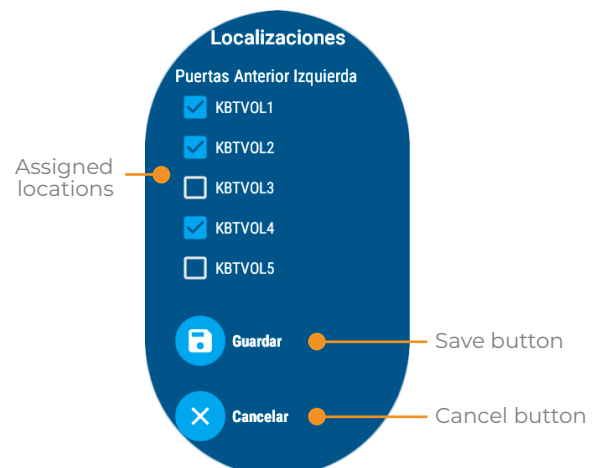 Localizaciones
Puertas Anterior Izquierda
KBTVOL1
KBTVOL2
Assigned
locations
KBTVOL3
KBTVOL4
KBTVOL5
Guardar
Save button
Cancelar
Cancel button